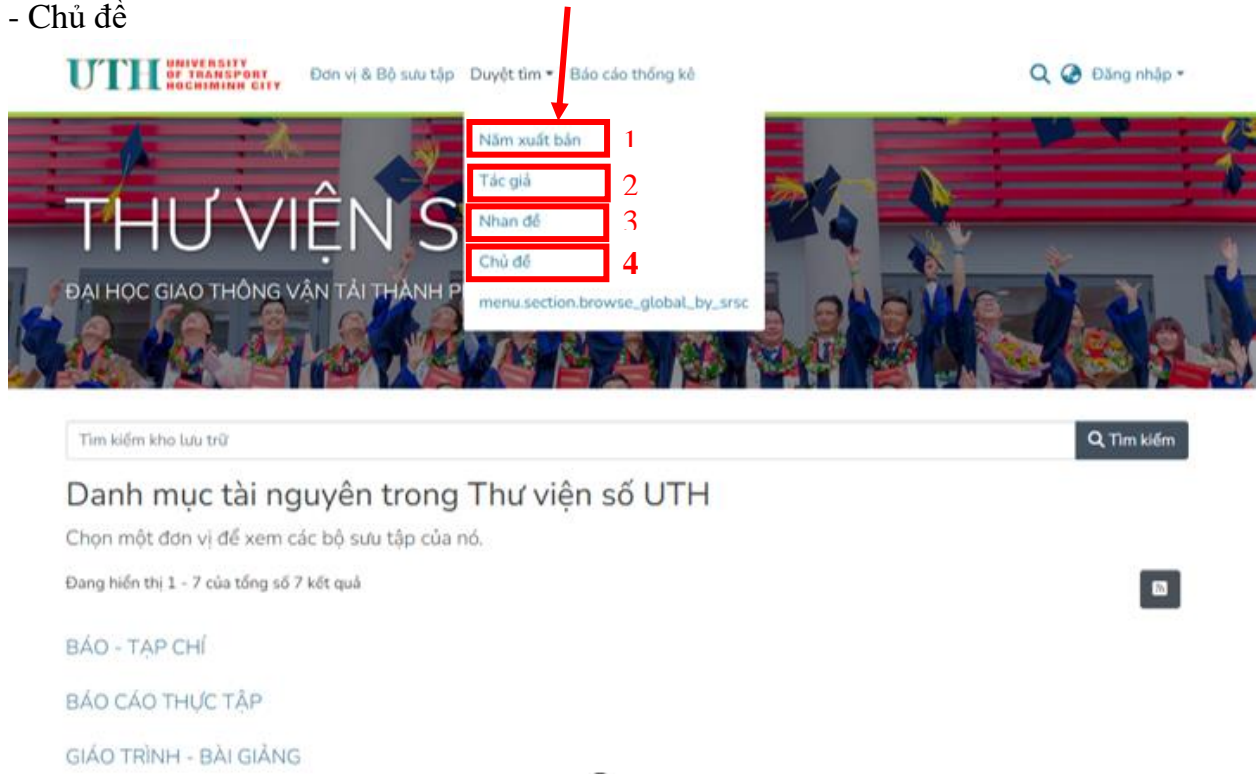 - Chủ đề
UTH UNIVERSITY OF TRANSPORT HOCHIMINH CITY
Đơn vị & Bộ sưu tập Duyệt tìm Báo cáo thống kê Đăng nhập
Năm xuất bản 1
Tác giả 2
Nhan đề 3
Chủ đề 4
menu.section.browse_global_by_srsc
THƯ VIỆN S
ĐẠI HỌC GIAO THÔNG VẬN TẢI THÀNH P
Tìm kiếm kho lưu trữ Tìm kiếm
Danh mục tài nguyên trong Thư viện số UTH
Chọn một đơn vị để xem các bộ sưu tập của nó.
Đang hiển thị 1 - 7 của tổng số 7 kết quả
BÁO - TẠP CHÍ
BÁO CÁO THỰC TẬP
GIÁO TRÌNH - BÀI GIẢNG